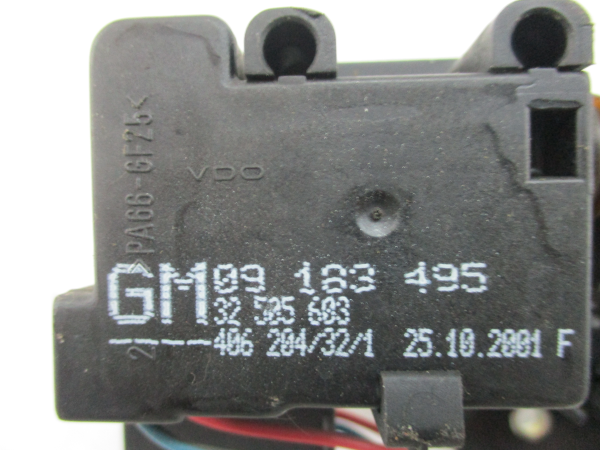 >PA66-GF25<
VDO
GM 09 183 495
32 505 603
----406 204/32/1 25.10.2001 F